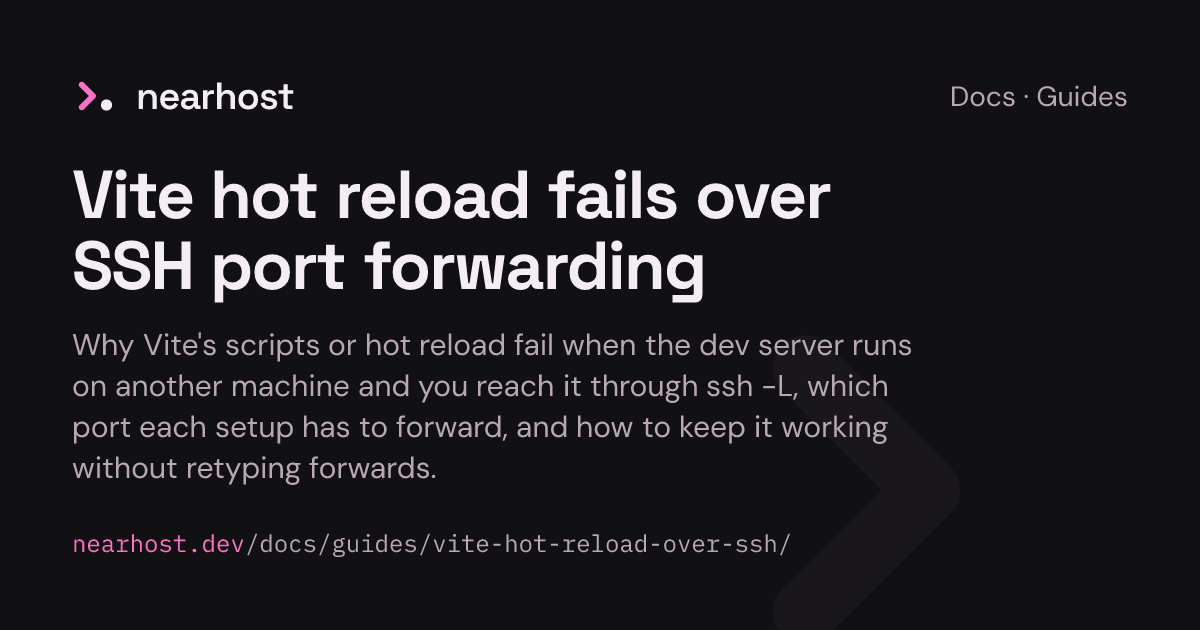 nearhost
Docs · Guides
Vite hot reload fails over
SSH port forwarding
Why Vite's scripts or hot reload fail when the dev server runs
on another machine and you reach it through ssh -L, which
port each setup has to forward, and how to keep it working
without retyping forwards.
nearhost.dev/docs/guides/vite-hot-reload-over-ssh/